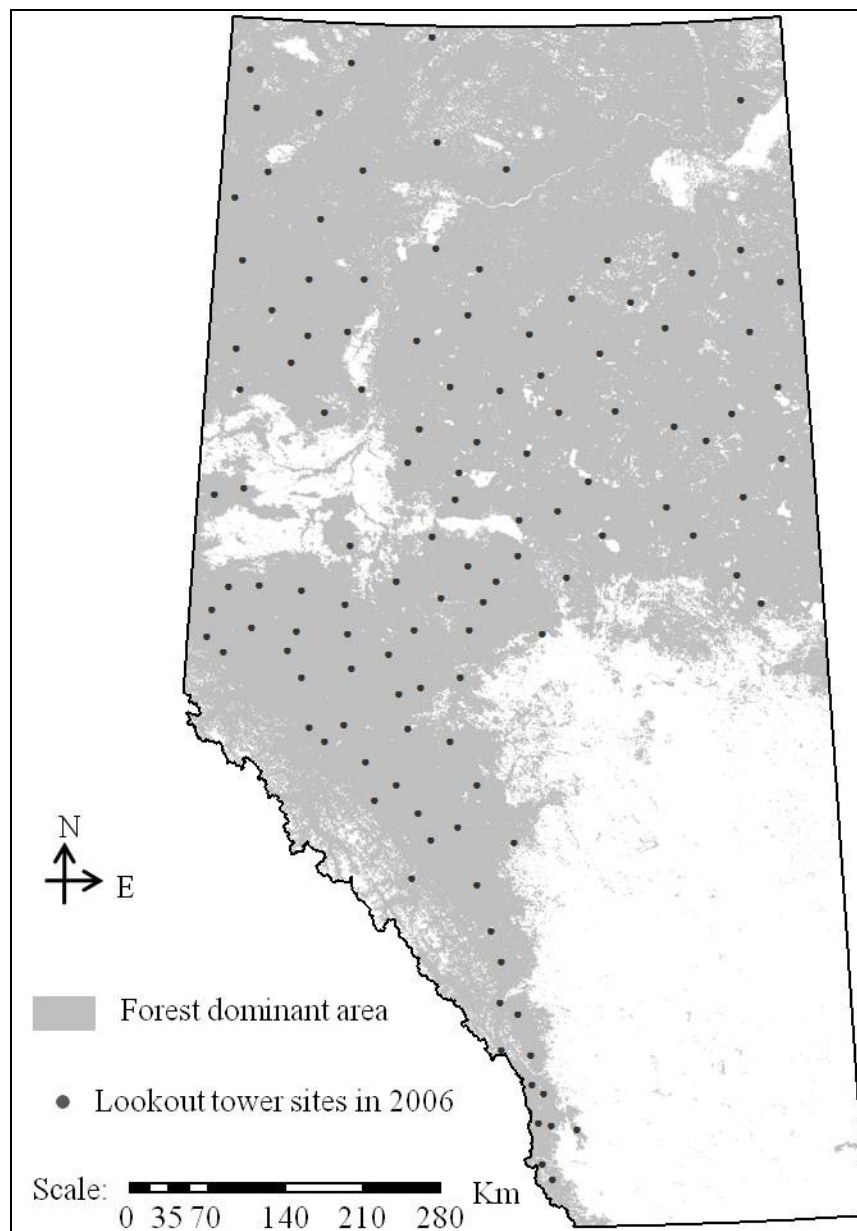 N
E
Forest dominant area
Lookout tower sites in 2006
Scale:
Km
0 35 70 140 210 280